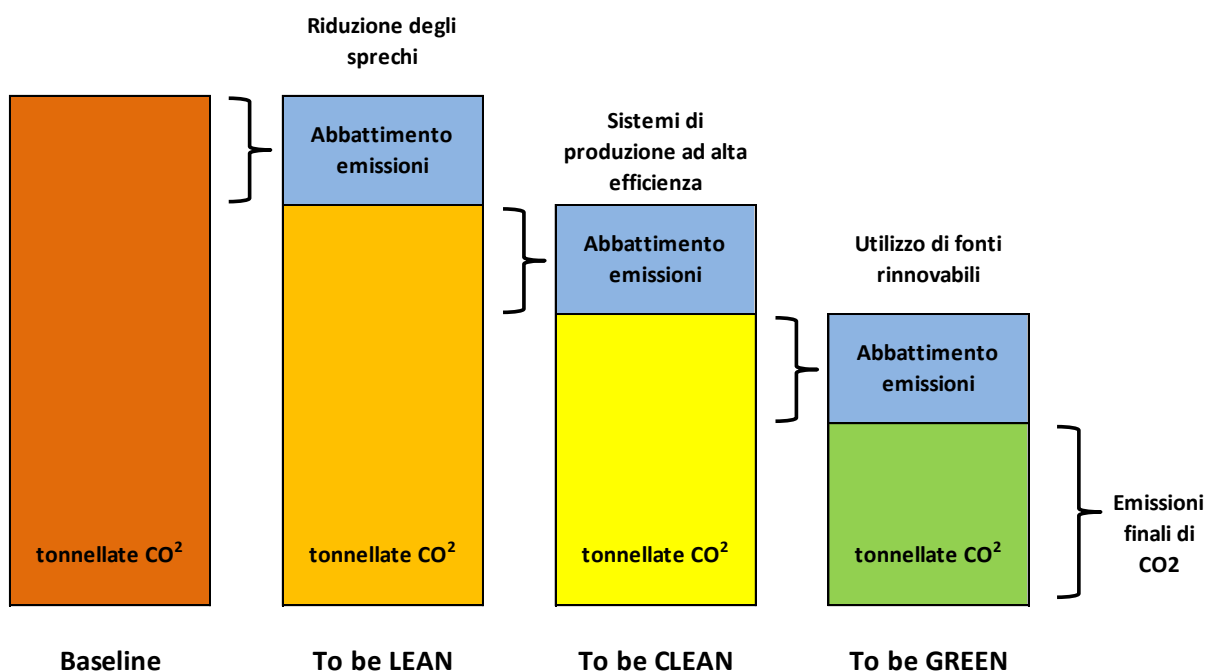 Riduzione degli
sprechi
Abbattimento
emissioni
Sistemi di
produzione ad alta
efficienza
Abbattimento
emissioni
Utilizzo di fonti
rinnovabili
Abbattimento
emissioni
tonnellate CO²
tonnellate CO²
tonnellate CO²
tonnellate CO²
Emissioni
finali di
CO2
Baseline
To be LEAN
To be CLEAN
To be GREEN